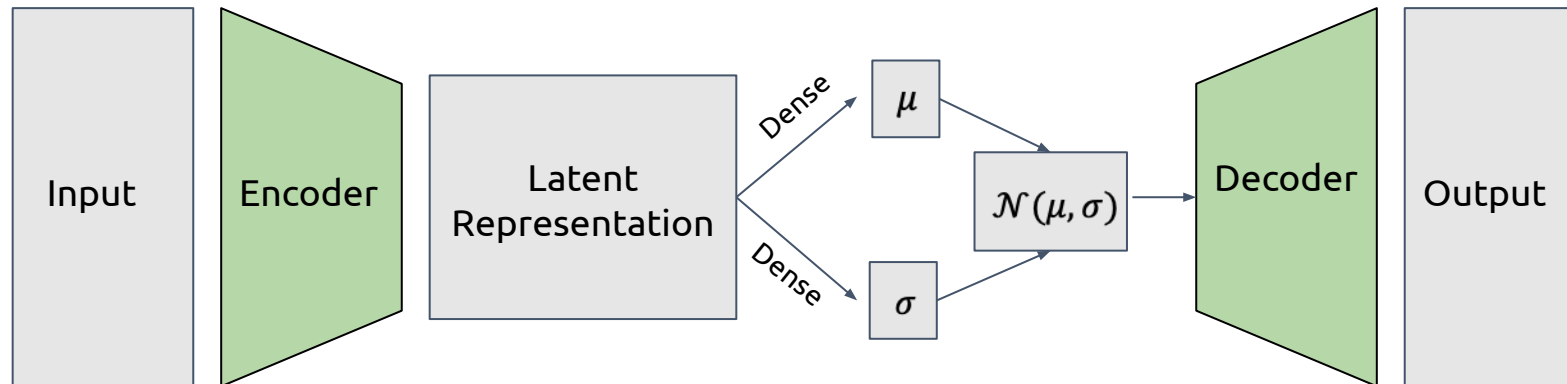 Input
Encoder
Latent
Representation
Dense
Dense
μ
σ
𝒩(μ, σ)
Decoder
Output